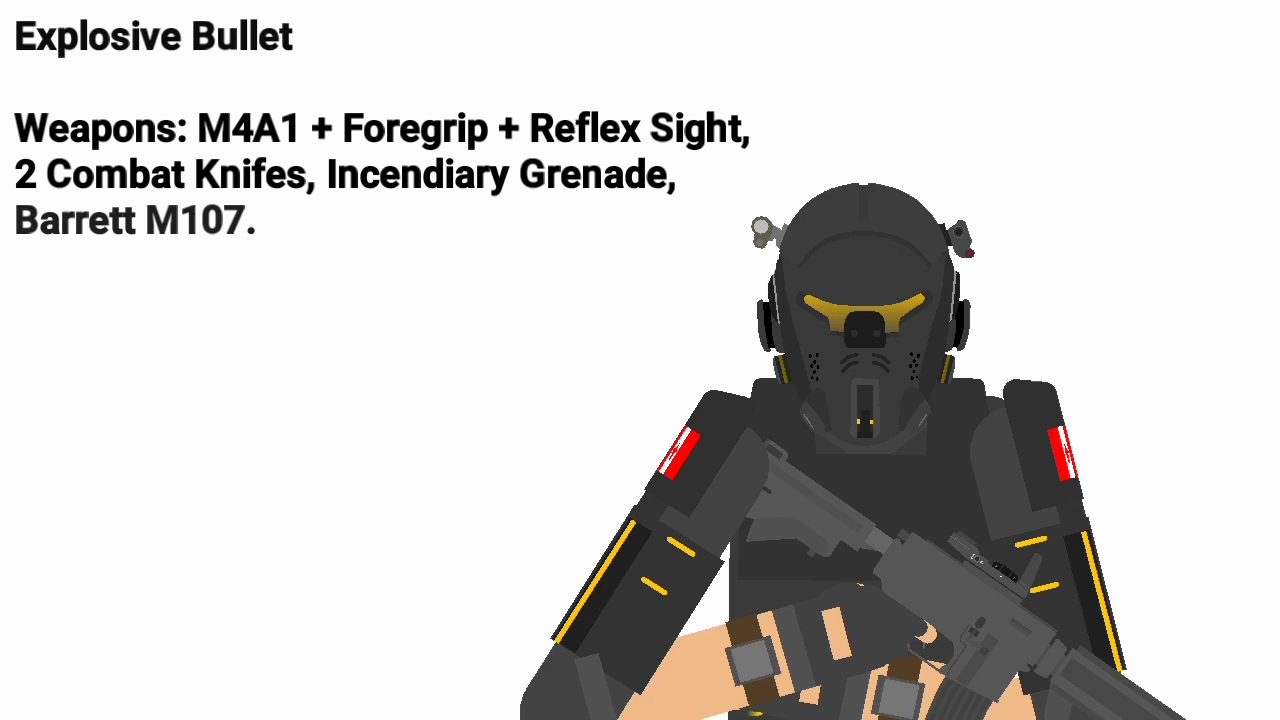 Explosive Bullet
Weapons: M4A1 + Foregrip + Reflex Sight,
2 Combat Knifes, Incendiary Grenade,
Barrett M107.